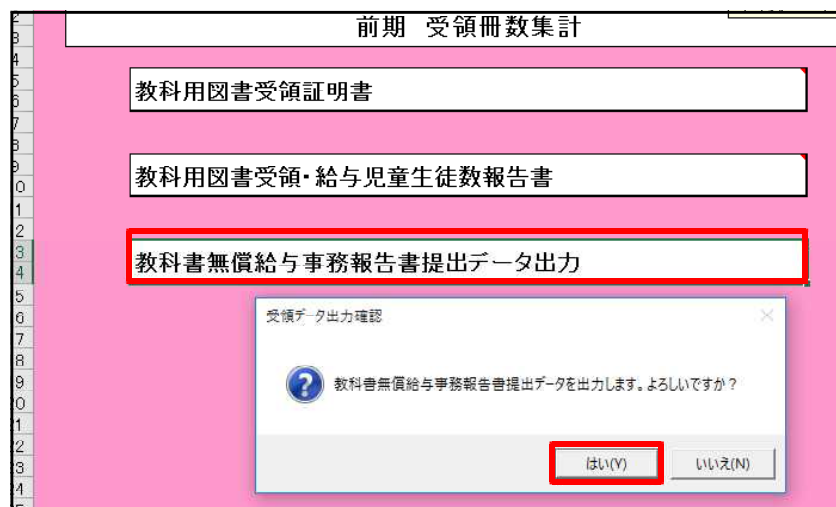 前期 受領冊数集計
教科用図書受領証明書
教科用図書受領・給与児童生徒数報告書
教科書無償給与事務報告書提出データ出力
受領データ出力確認
教科書無償給与事務報告書提出データを出力します。よろしいですか?
はい(Y)
いいえ(N)